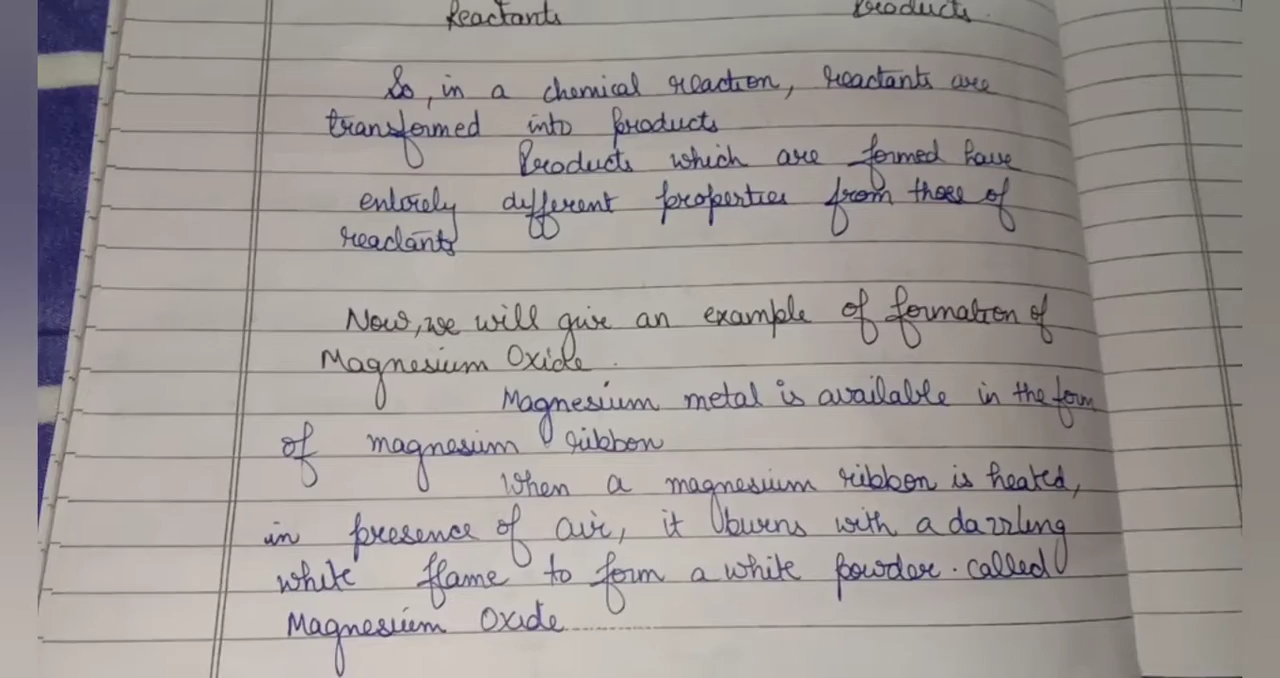 Reactants Products
So, in a chemical reaction, reactants are
transformed into products
Products which are formed have
entirely different properties from those of
reactants
Now, we will give an example of formation of
Magnesium Oxide.
Magnesium metal is available in the form
of magnesium ribbon
When a magnesium ribbon is heated,
in presence of air, it burns with a dazzling
white flame to form a white powder. called
Magnesium Oxide